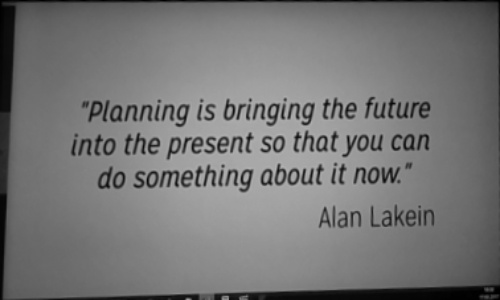 "Planning is bringing the future
into the present so that you can
do something about it now."
Alan Lakein